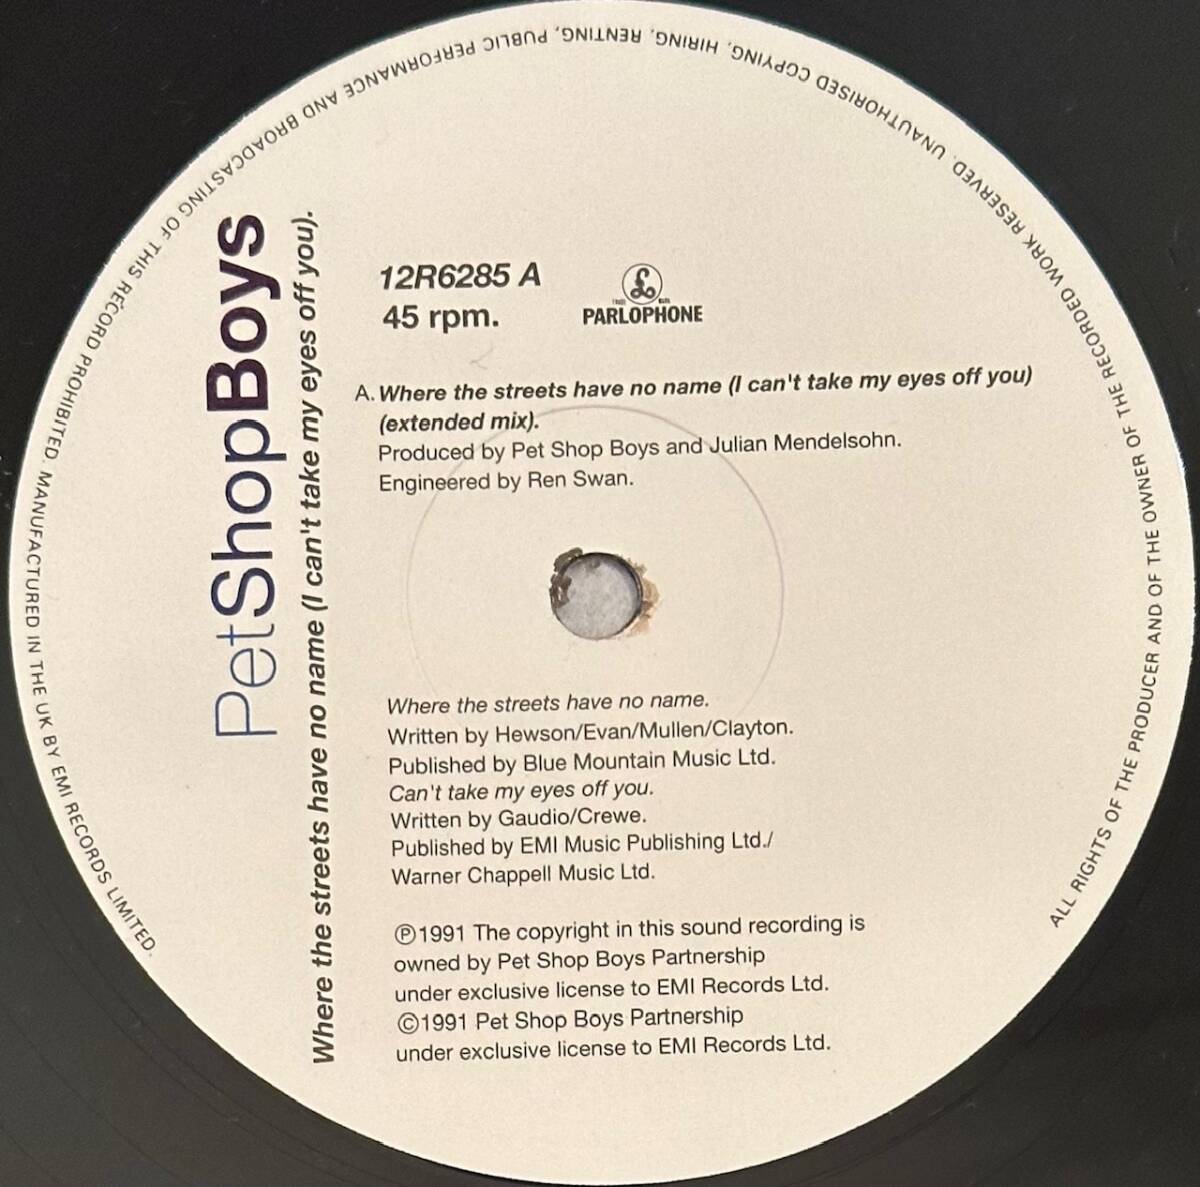 ALL RIGHTS OF THE PRODUCER AND OF THE OWNER OF THE RECORDED WORK RESERVED. UNAUTHORISED COPYING, HIRING, RENTING, PUBLIC PERFORMANCE AND BROADCASTING OF THIS RECORD PROHIBITED. MANUFACTURED IN THE UK BY EMI RECORDS LIMITED.
PetShopBoys
Where the streets have no name (I can't take my eyes off you).
12R6285 A
45 rpm.
£
PARLOPHONE
A. Where the streets have no name (I can't take my eyes off you)
(extended mix).
Produced by Pet Shop Boys and Julian Mendelsohn.
Engineered by Ren Swan.
Where the streets have no name.
Written by Hewson/Evan/Mullen/Clayton.
Published by Blue Mountain Music Ltd.
Can't take my eyes off you.
Written by Gaudio/Crewe.
Published by EMI Music Publishing Ltd./
Warner Chappell Music Ltd.
℗1991 The copyright in this sound recording is
owned by Pet Shop Boys Partnership
under exclusive license to EMI Records Ltd.
©1991 Pet Shop Boys Partnership
under exclusive license to EMI Records Ltd.